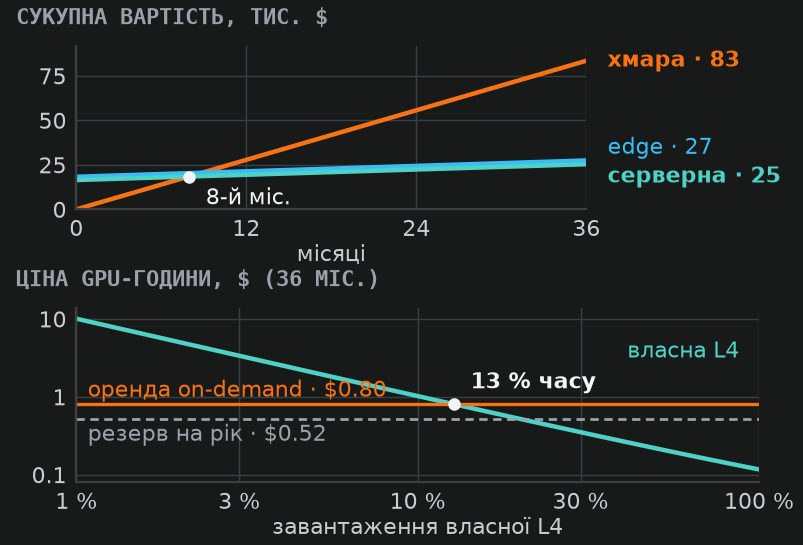 СУКУПНА ВАРТІСТЬ, ТИС. $
75
50
25
0
хмара · 83
edge · 27
серверна · 25
8-й міс.
0 12 24 36
місяці
ЦІНА GPU-ГОДИНИ, $ (36 МІС.)
10
1
0.1
власна L4
13 % часу
оренда on-demand · $0.80
резерв на рік · $0.52
1 % 3 % 10 % 30 % 100 %
завантаження власної L4